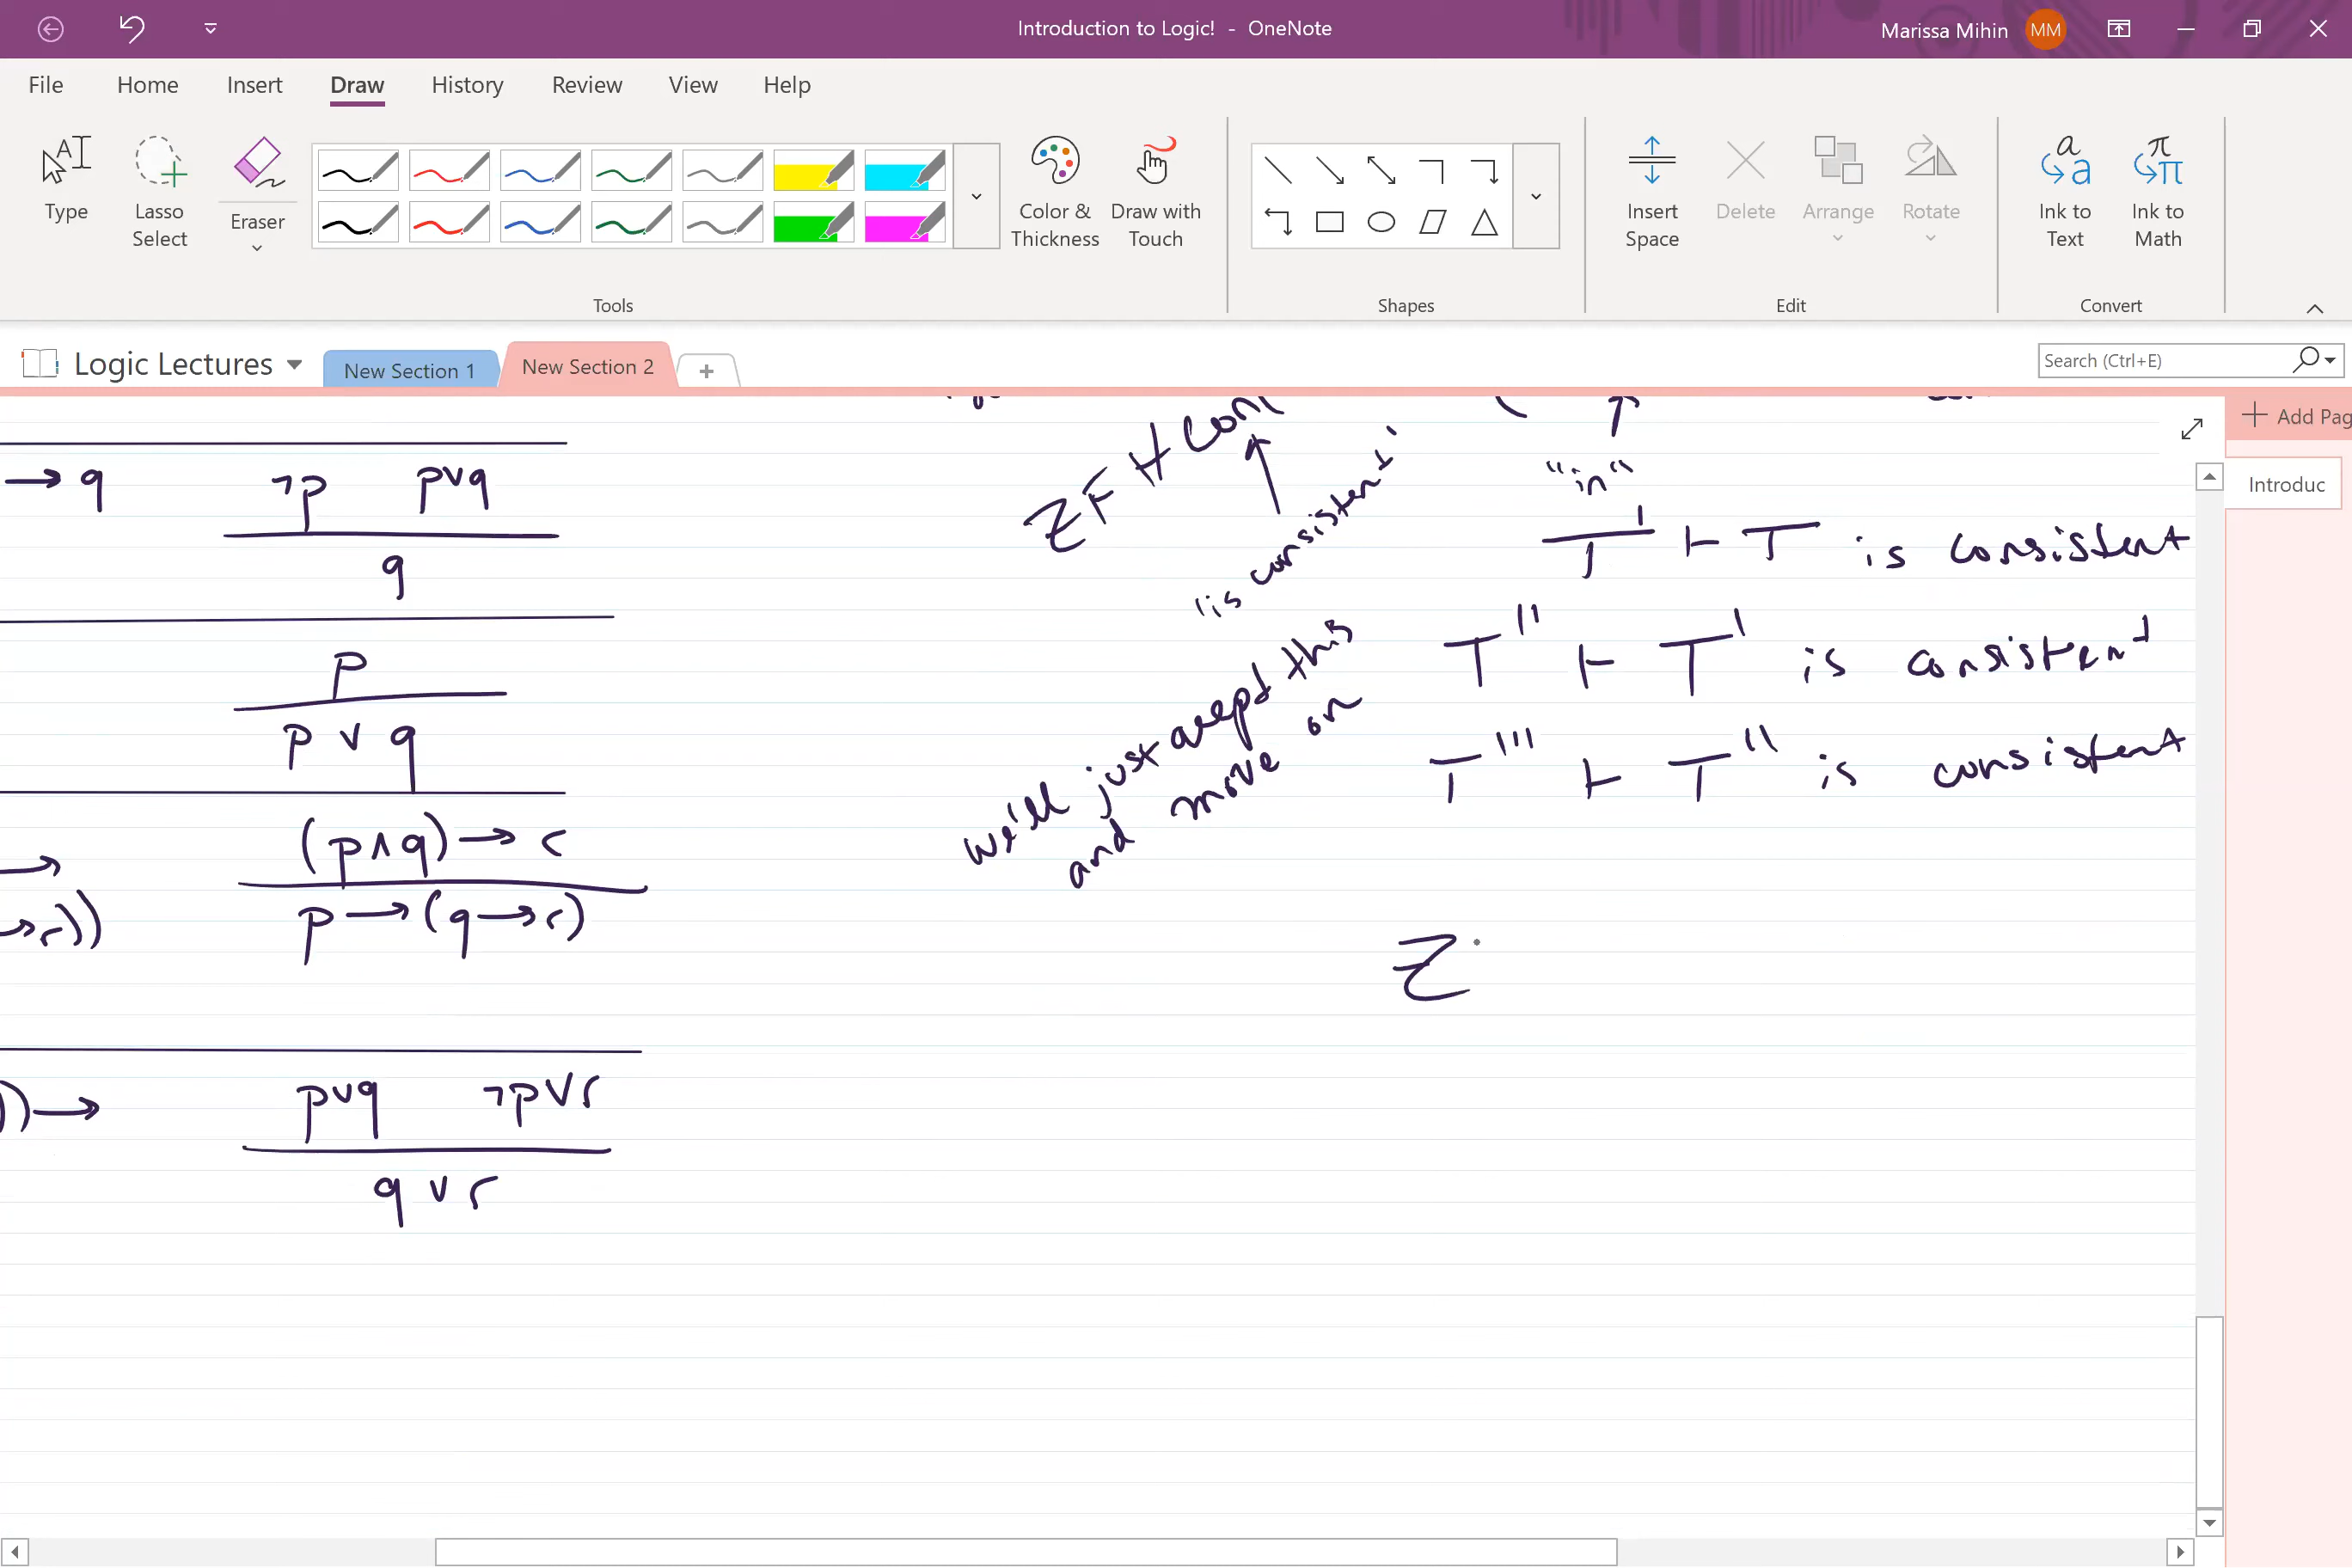 Introduction to Logic! - OneNote
Marissa Mihin MM
File Home Insert Draw History Review View Help
Type
Lasso Select
Eraser
Color & Thickness
Draw with Touch
Insert Space
Delete
Arrange
Rotate
Ink to Text
Ink to Math
Tools Shapes Edit Convert
Logic Lectures New Section 1 New Section 2 +
Search (Ctrl+E)
Add Pag
Introduc
→ q
¬p p∨q
q
p
p ∨ q
→
→r))
(p∧q)→r
p→(q→r)
))→
p∨q ¬p∨r
q∨r
ZF ⊬ Con(
"is consistent"
we'll just accept this
and move on
"in"
T' ⊢ T is consistent
T'' ⊢ T' is consistent
T''' ⊢ T'' is consistent
Z